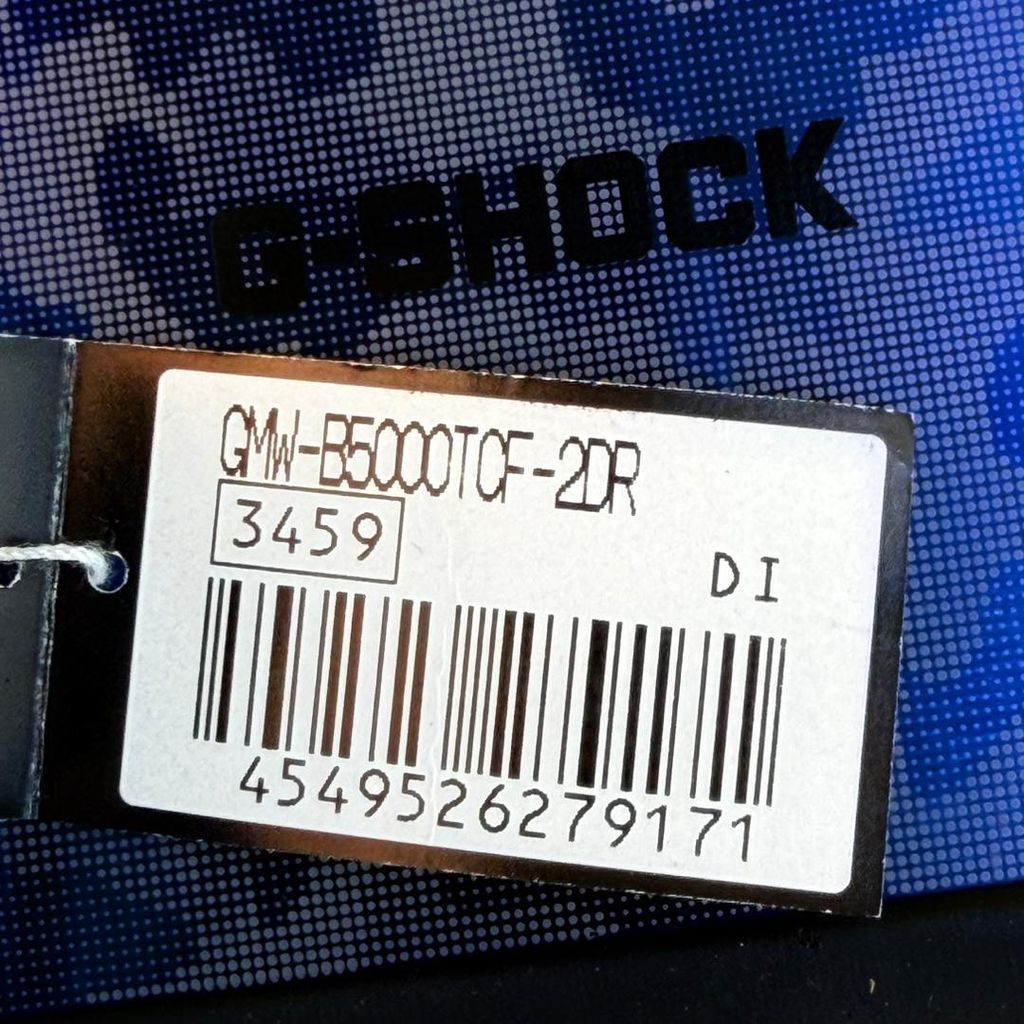 G-SHOCK
GMW-B5000TCF-2DR
3459
DI
4549526279171